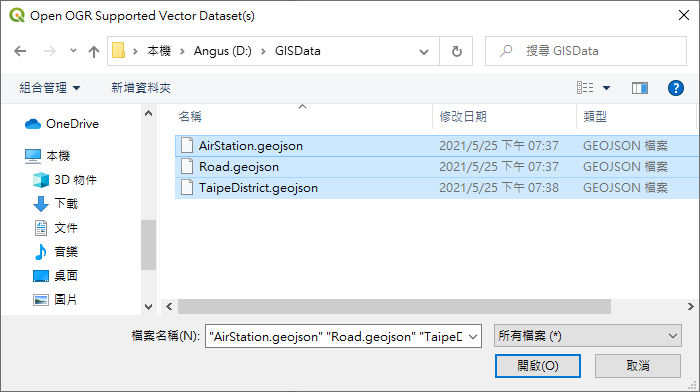 Open OGR Supported Vector Dataset(s)
本機 Angus (D:) GISData
搜尋 GISData
組合管理 新增資料夾
名稱 修改日期 類型
OneDrive
本機
3D 物件
下載
文件
音樂
桌面
圖片
AirStation.geojson 2021/5/25 下午 07:37 GEOJSON 檔案
Road.geojson 2021/5/25 下午 07:37 GEOJSON 檔案
TaipeDistrict.geojson 2021/5/25 下午 07:38 GEOJSON 檔案
檔案名稱(N): "AirStation.geojson" "Road.geojson" "TaipeD 所有檔案 (*)
開啟(O) 取消